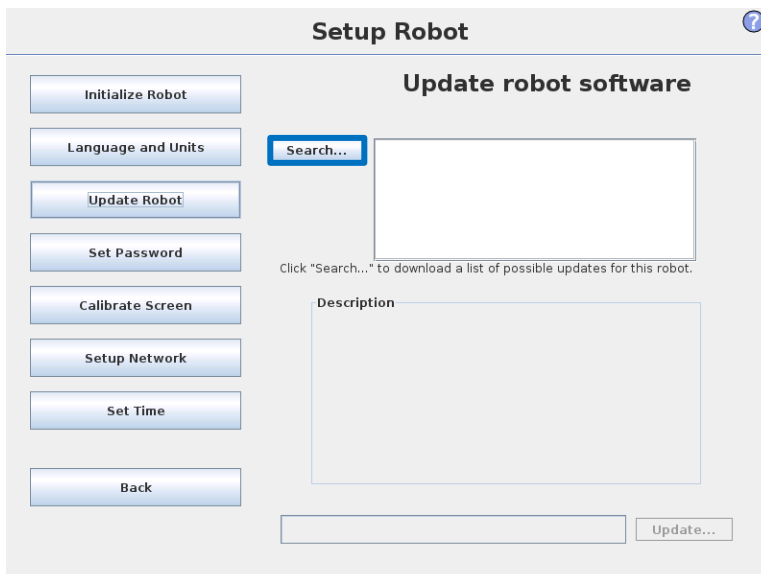 Setup Robot
?
Update robot software
Initialize Robot
Language and Units
Update Robot
Set Password
Calibrate Screen
Setup Network
Set Time
Back
Search...
Click "Search..." to download a list of possible updates for this robot.
Description
Update...